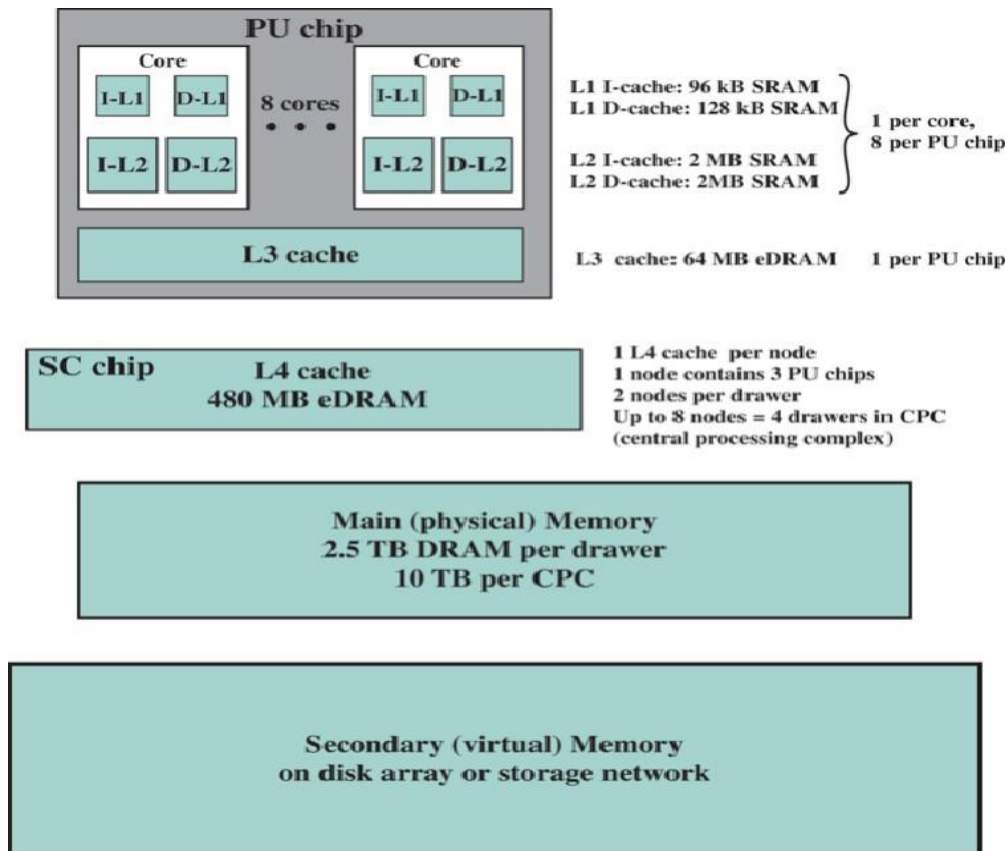 PU chip
Core
I-L1 D-L1
I-L2 D-L2
8 cores
• • •
Core
I-L1 D-L1
I-L2 D-L2
L3 cache
L1 I-cache: 96 kB SRAM
L1 D-cache: 128 kB SRAM
L2 I-cache: 2 MB SRAM
L2 D-cache: 2MB SRAM
1 per core,
8 per PU chip
L3 cache: 64 MB eDRAM 1 per PU chip
SC chip
L4 cache
480 MB eDRAM
1 L4 cache per node
1 node contains 3 PU chips
2 nodes per drawer
Up to 8 nodes = 4 drawers in CPC
(central processing complex)
Main (physical) Memory
2.5 TB DRAM per drawer
10 TB per CPC
Secondary (virtual) Memory
on disk array or storage network